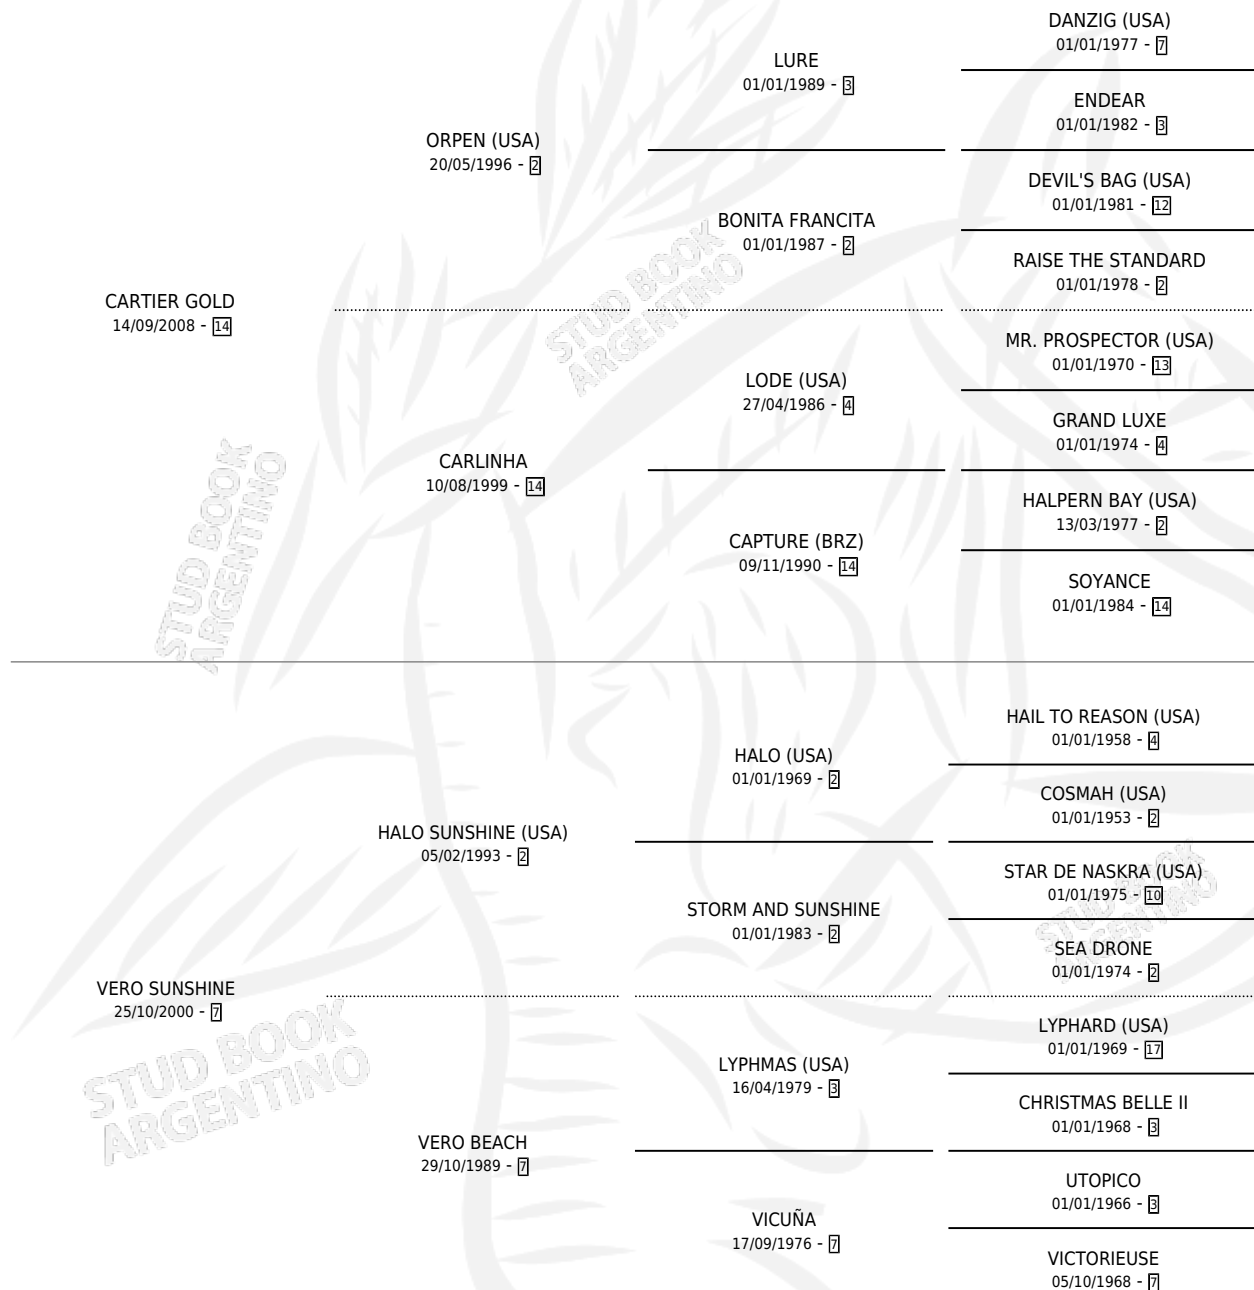 DANZIG (USA)
01/01/1977 - 7
LURE
01/01/1989 - 3
ENDEAR
01/01/1982 - 3
ORPEN (USA)
20/05/1996 - 2
DEVIL'S BAG (USA)
01/01/1981 - 12
BONITA FRANCITA
01/01/1987 - 2
RAISE THE STANDARD
01/01/1978 - 2
CARTIER GOLD
14/09/2008 - 14
STUD BOOK
ARGENTINO
MR. PROSPECTOR (USA)
01/01/1970 - 13
LODE (USA)
27/04/1986 - 4
GRAND LUXE
01/01/1974 - 4
CARLINHA
10/08/1999 - 14
HALPERN BAY (USA)
13/03/1977 - 2
CAPTURE (BRZ)
09/11/1990 - 14
SOYANCE
01/01/1984 - 14
STUD BOOK
ARGENTINO
HAIL TO REASON (USA)
01/01/1958 - 4
HALO (USA)
01/01/1969 - 2
COSMAH (USA)
01/01/1953 - 2
HALO SUNSHINE (USA)
05/02/1993 - 2
STAR DE NASKRA (USA)
01/01/1975 - 10
STORM AND SUNSHINE
01/01/1983 - 2
STUD BOOK
ARGENTINO
SEA DRONE
01/01/1974 - 2
VERO SUNSHINE
25/10/2000 - 7
STUD BOOK
ARGENTINO
LYPHARD (USA)
01/01/1969 - 17
LYPHMAS (USA)
16/04/1979 - 3
CHRISTMAS BELLE II
01/01/1968 - 3
VERO BEACH
29/10/1989 - 7
UTOPICO
01/01/1966 - 3
VICUÑA
17/09/1976 - 7
VICTORIEUSE
05/10/1968 - 7